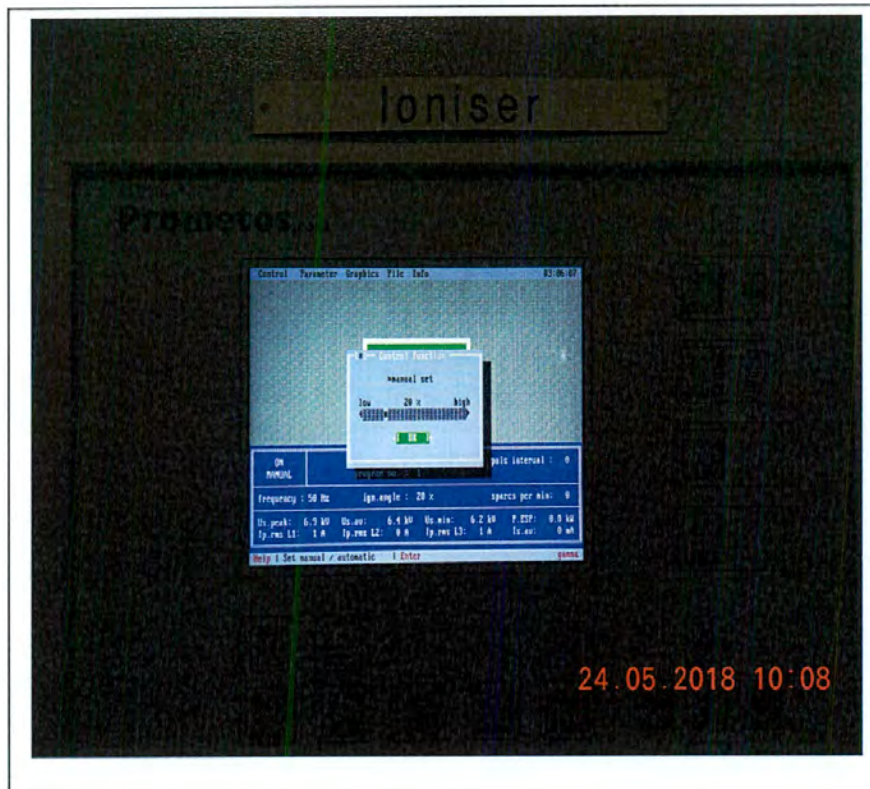 Ioniser
Prometos
Control Parameter Graphics File Info 03:06:07
Control function
manual set
low 20 % high
OK
ON
MANUAL
puls interval : 0
frequency : 50 Hz ign.angle : 20 % sparcs per min: 0
Us.peak: 6.9 kV Us.av: 6.4 kV Us.min: 6.2 kV P.ESP: 0.0 kW
Ip.rms L1: 1 A Ip.rms L2: 0 A Ip.rms L3: 1 A Is.av: 0 mA
Help | Set manual / automatic | Enter gamma
24.05.2018 10:08